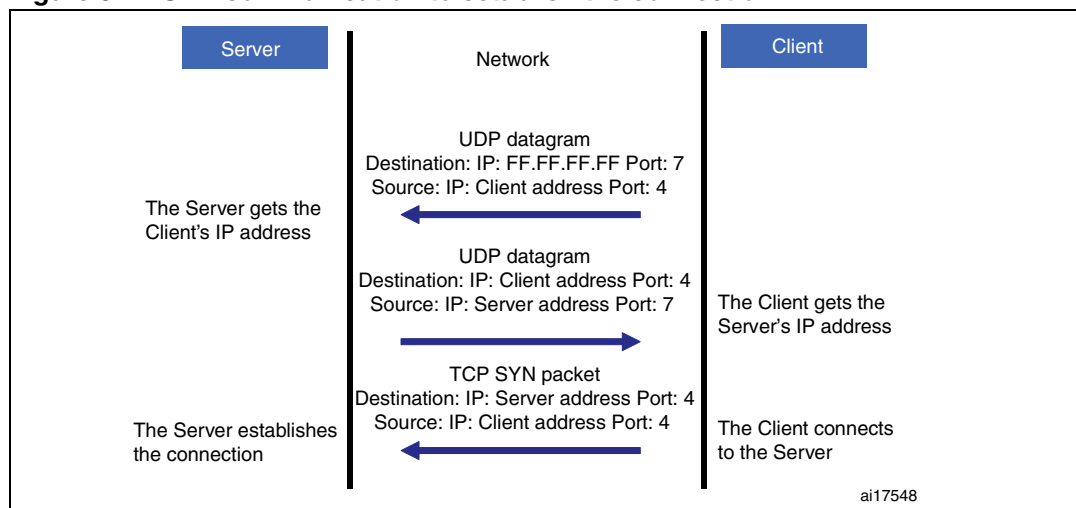 Server
Network
Client
UDP datagram
Destination: IP: FF.FF.FF.FF Port: 7
Source: IP: Client address Port: 4
The Server gets the
Client's IP address
UDP datagram
Destination: IP: Client address Port: 4
Source: IP: Server address Port: 7
The Client gets the
Server's IP address
TCP SYN packet
Destination: IP: Server address Port: 4
Source: IP: Client address Port: 4
The Server establishes
the connection
The Client connects
to the Server
ai17548